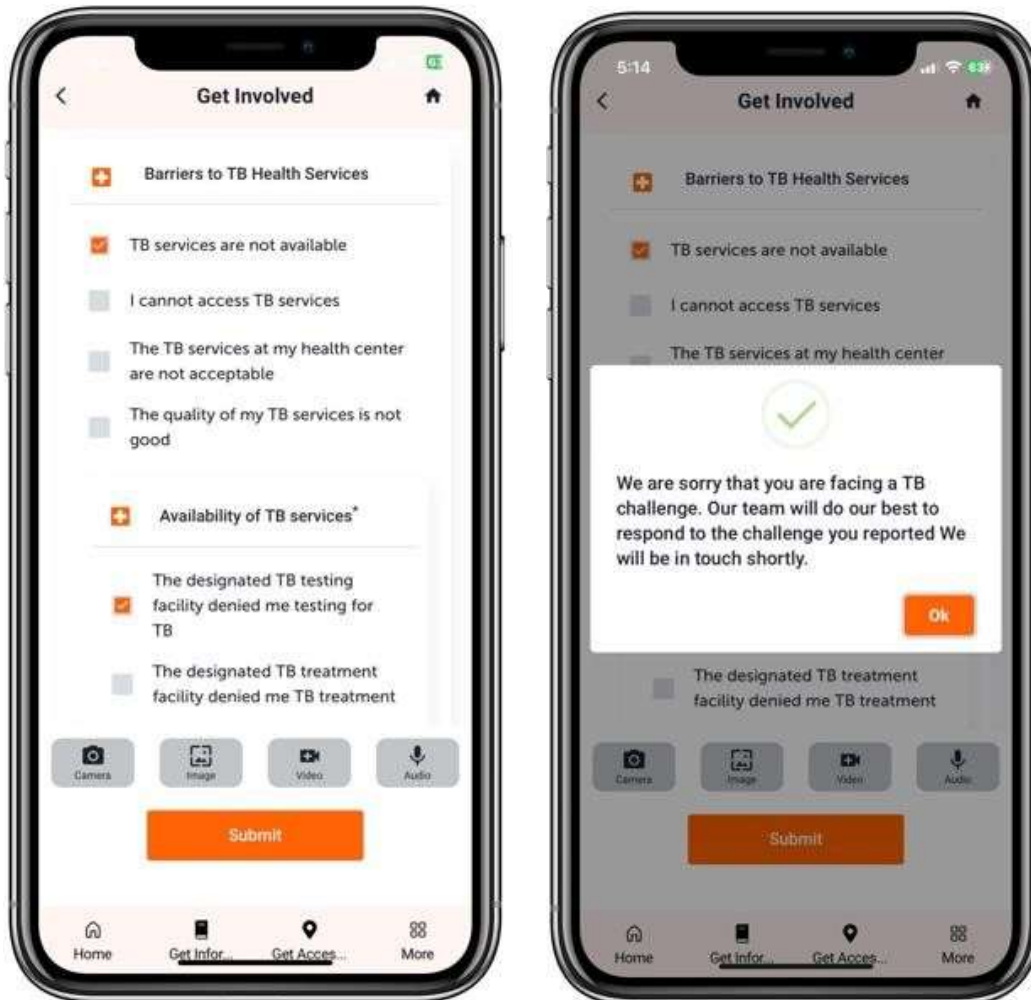 Get Involved
Barriers to TB Health Services
TB services are not available
I cannot access TB services
The TB services at my health center
are not acceptable
The quality of my TB services is not
good
Availability of TB services*
The designated TB testing
facility denied me testing for
TB
The designated TB treatment
facility denied me TB treatment
Camera
Image
Video
Audio
Submit
Home
Get Infor...
Get Acces...
More
5:14
63
Get Involved
Barriers to TB Health Services
TB services are not available
I cannot access TB services
The TB services at my health center
We are sorry that you are facing a TB
challenge. Our team will do our best to
respond to the challenge you reported We
will be in touch shortly.
Ok
The designated TB treatment
facility denied me TB treatment
Camera
Image
Video
Audio
Submit
Home
Get Infor...
Get Acces...
More